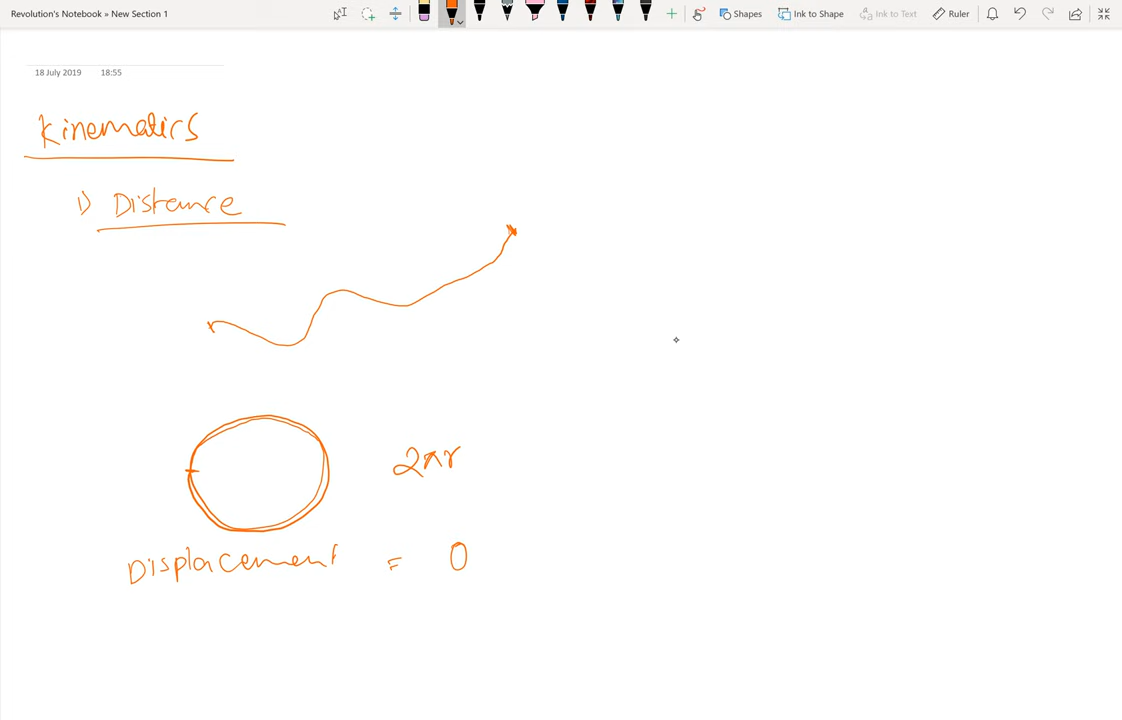 Revolution's Notebook » New Section 1
Shapes Ink to Shape Ink to Text Ruler
18 July 2019 18:55
Kinematics
1) Distance
2πr
Displacement = 0